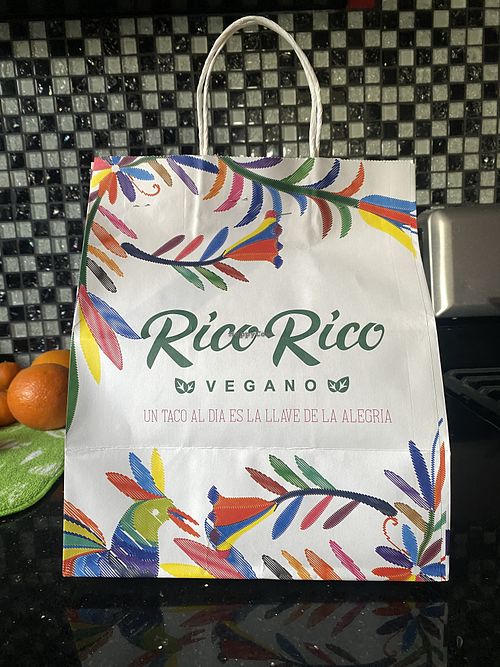 Rico Rico
VEGANO
UN TACO AL DIA ES LA LLAVE DE LA ALEGRIA